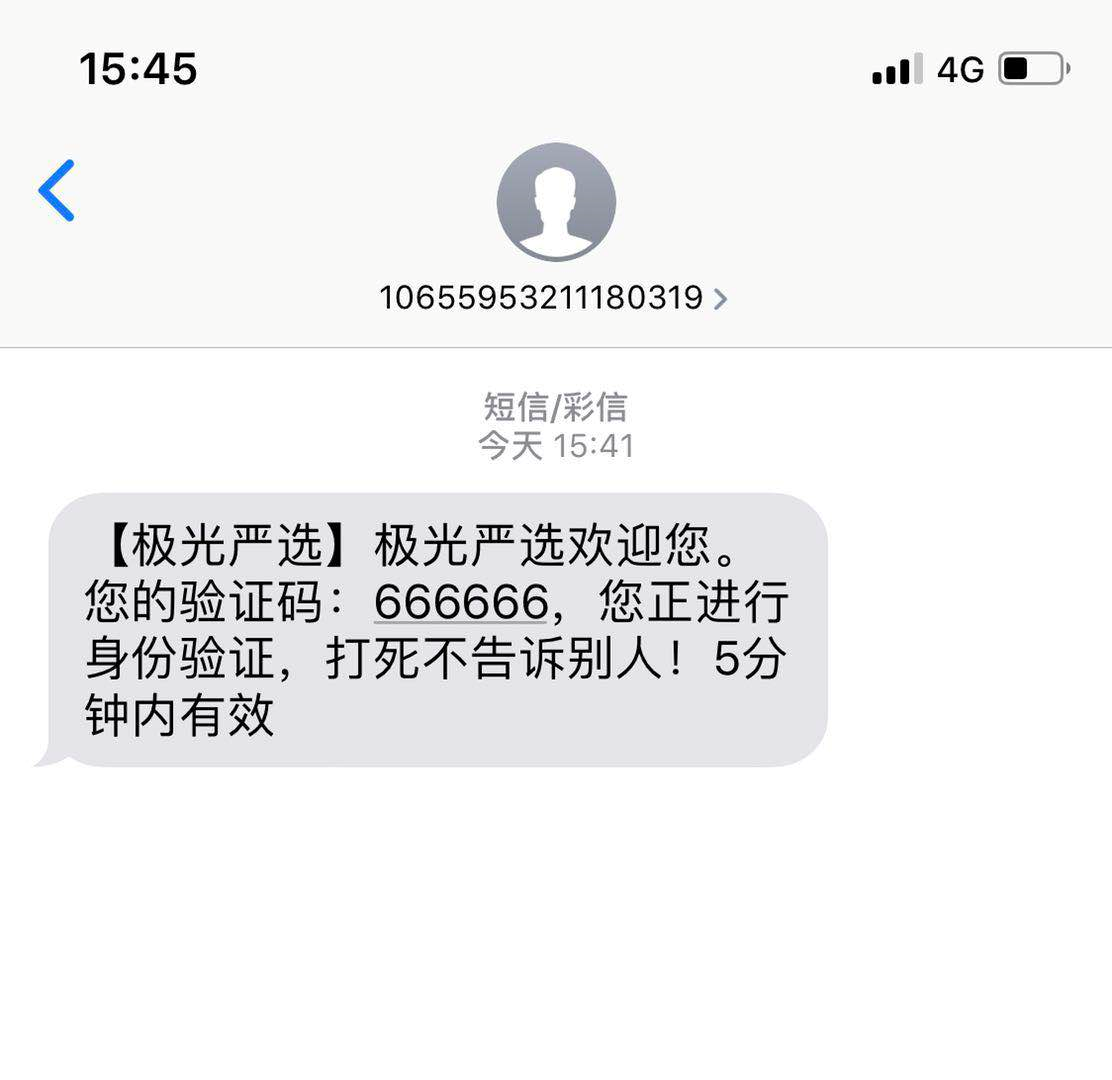 15:45
4G
10655953211180319
短信/彩信
今天 15:41
【极光严选】极光严选欢迎您。
您的验证码：666666，您正进行
身份验证，打死不告诉别人！5分
钟内有效